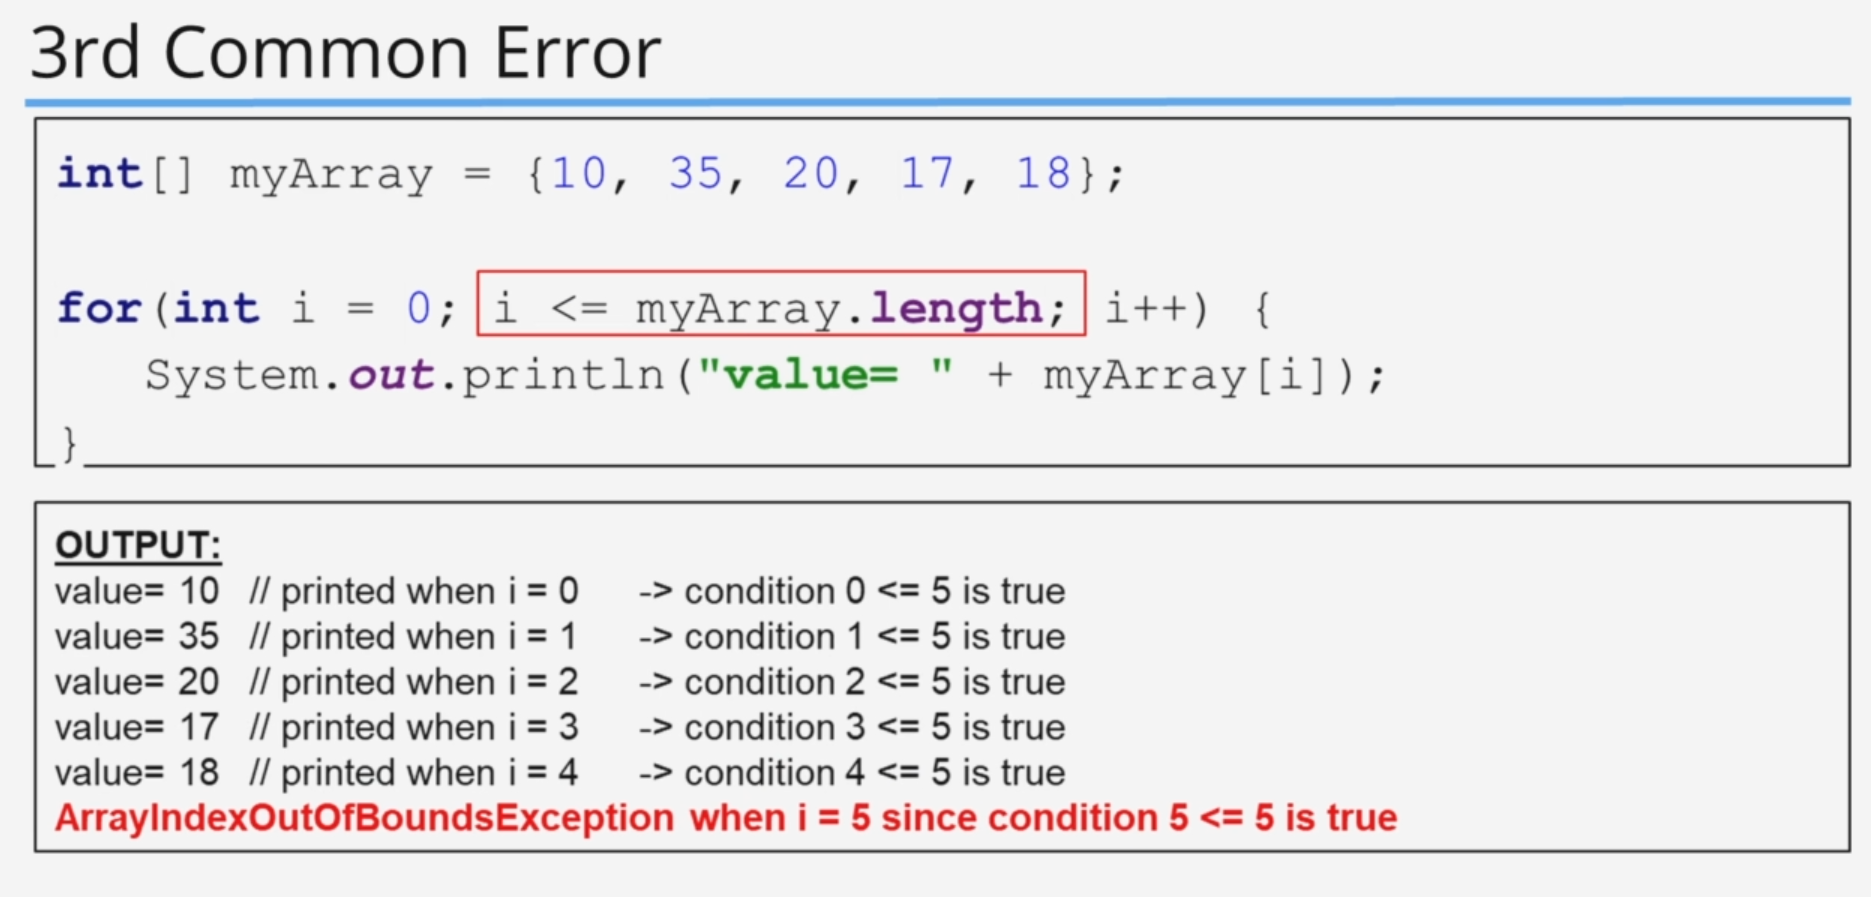 3rd Common Error
int[] myArray = {10, 35, 20, 17, 18};
for(int i = 0; i <= myArray.length; i++) {
System.out.println("value= " + myArray[i]);
}
OUTPUT:
value= 10 // printed when i = 0 -> condition 0 <= 5 is true
value= 35 // printed when i = 1 -> condition 1 <= 5 is true
value= 20 // printed when i = 2 -> condition 2 <= 5 is true
value= 17 // printed when i = 3 -> condition 3 <= 5 is true
value= 18 // printed when i = 4 -> condition 4 <= 5 is true
ArrayIndexOutOfBoundsException when i = 5 since condition 5 <= 5 is true